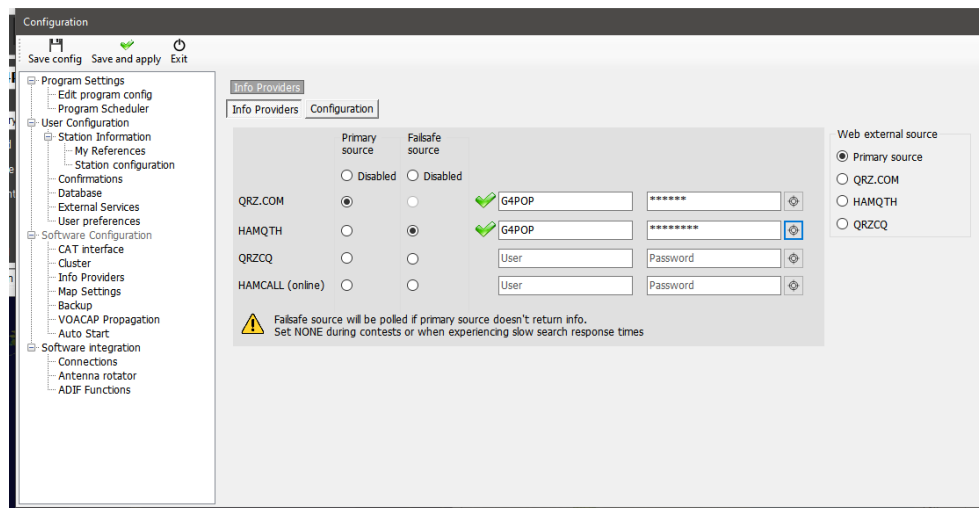 Configuration
Save config Save and apply Exit
Program Settings
Edit program config
Program Scheduler
User Configuration
Station Information
My References
Station configuration
Confirmations
Database
External Services
User preferences
Software Configuration
CAT interface
Cluster
Info Providers
Map Settings
Backup
VOACAP Propagation
Auto Start
Software integration
Connections
Antenna rotator
ADIF Functions
Info Providers
Info Providers Configuration
Primary source Failsafe source
Disabled Disabled
QRZ.COM G4POP ******
HAMQTH G4POP ********
QRZCQ User Password
HAMCALL (online) User Password
Failsafe source will be polled if primary source doesn't return info.
Set NONE during contests or when experiencing slow search response times
Web external source
Primary source
QRZ.COM
HAMQTH
QRZCQ